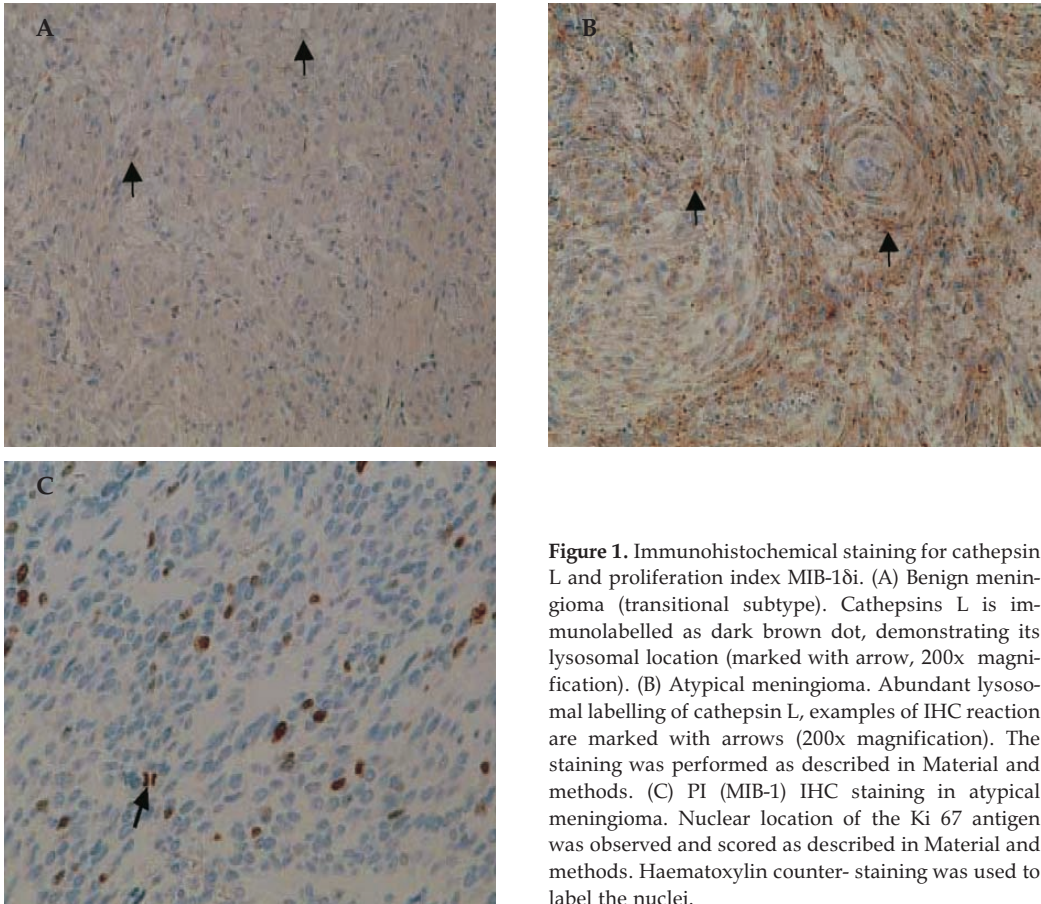 A
B
C
Figure 1. Immunohistochemical staining for cathepsin
L and proliferation index MIB-1δi. (A) Benign menin-
gioma (transitional subtype). Cathepsins L is im-
munolabelled as dark brown dot, demonstrating its
lysosomal location (marked with arrow, 200x magni-
fication). (B) Atypical meningioma. Abundant lysoso-
mal labelling of cathepsin L, examples of IHC reaction
are marked with arrows (200x magnification). The
staining was performed as described in Material and
methods. (C) PI (MIB-1) IHC staining in atypical
meningioma. Nuclear location of the Ki 67 antigen
was observed and scored as described in Material and
methods. Haematoxylin counter- staining was used to
label the nuclei.